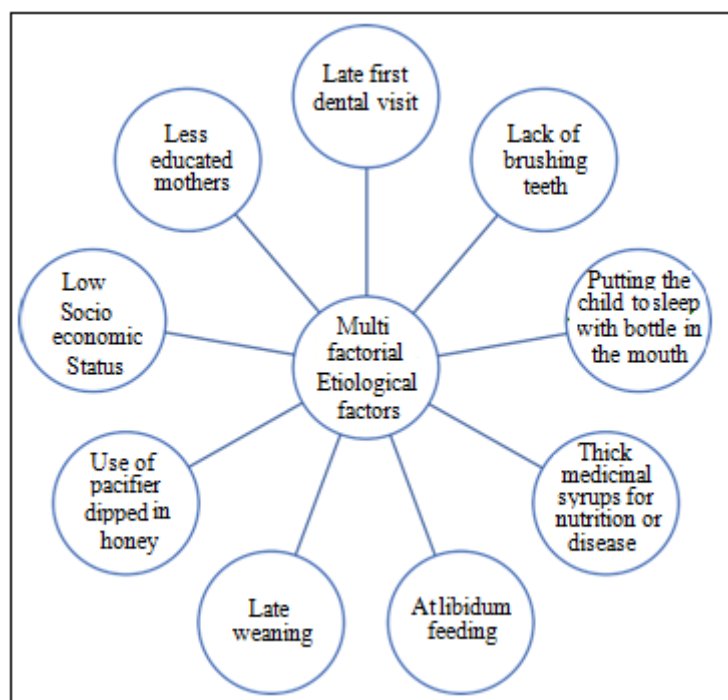 Late first
dental visit
Lack of
brushing
teeth
Putting the
child to sleep
with bottle in
the mouth
Thick
medicinal
syrups for
nutrition or
disease
At libidum
feeding
Late
weaning
Use of
pacifier
dipped in
honey
Low
Socio
economic
Status
Less
educated
mothers
Multi
factorial
Etiological
factors